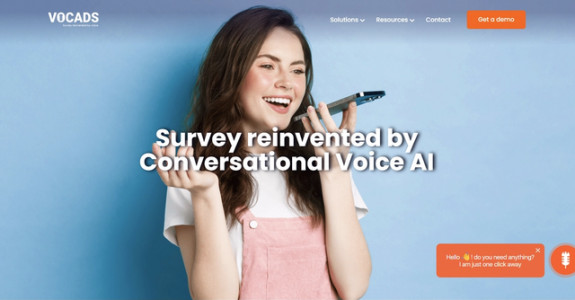 VOCADS
Solutions
Resources
Contact
Get a demo
Survey reinvented by
Conversational Voice AI
Hello 👋 ! do you need anything?
I am just one click away